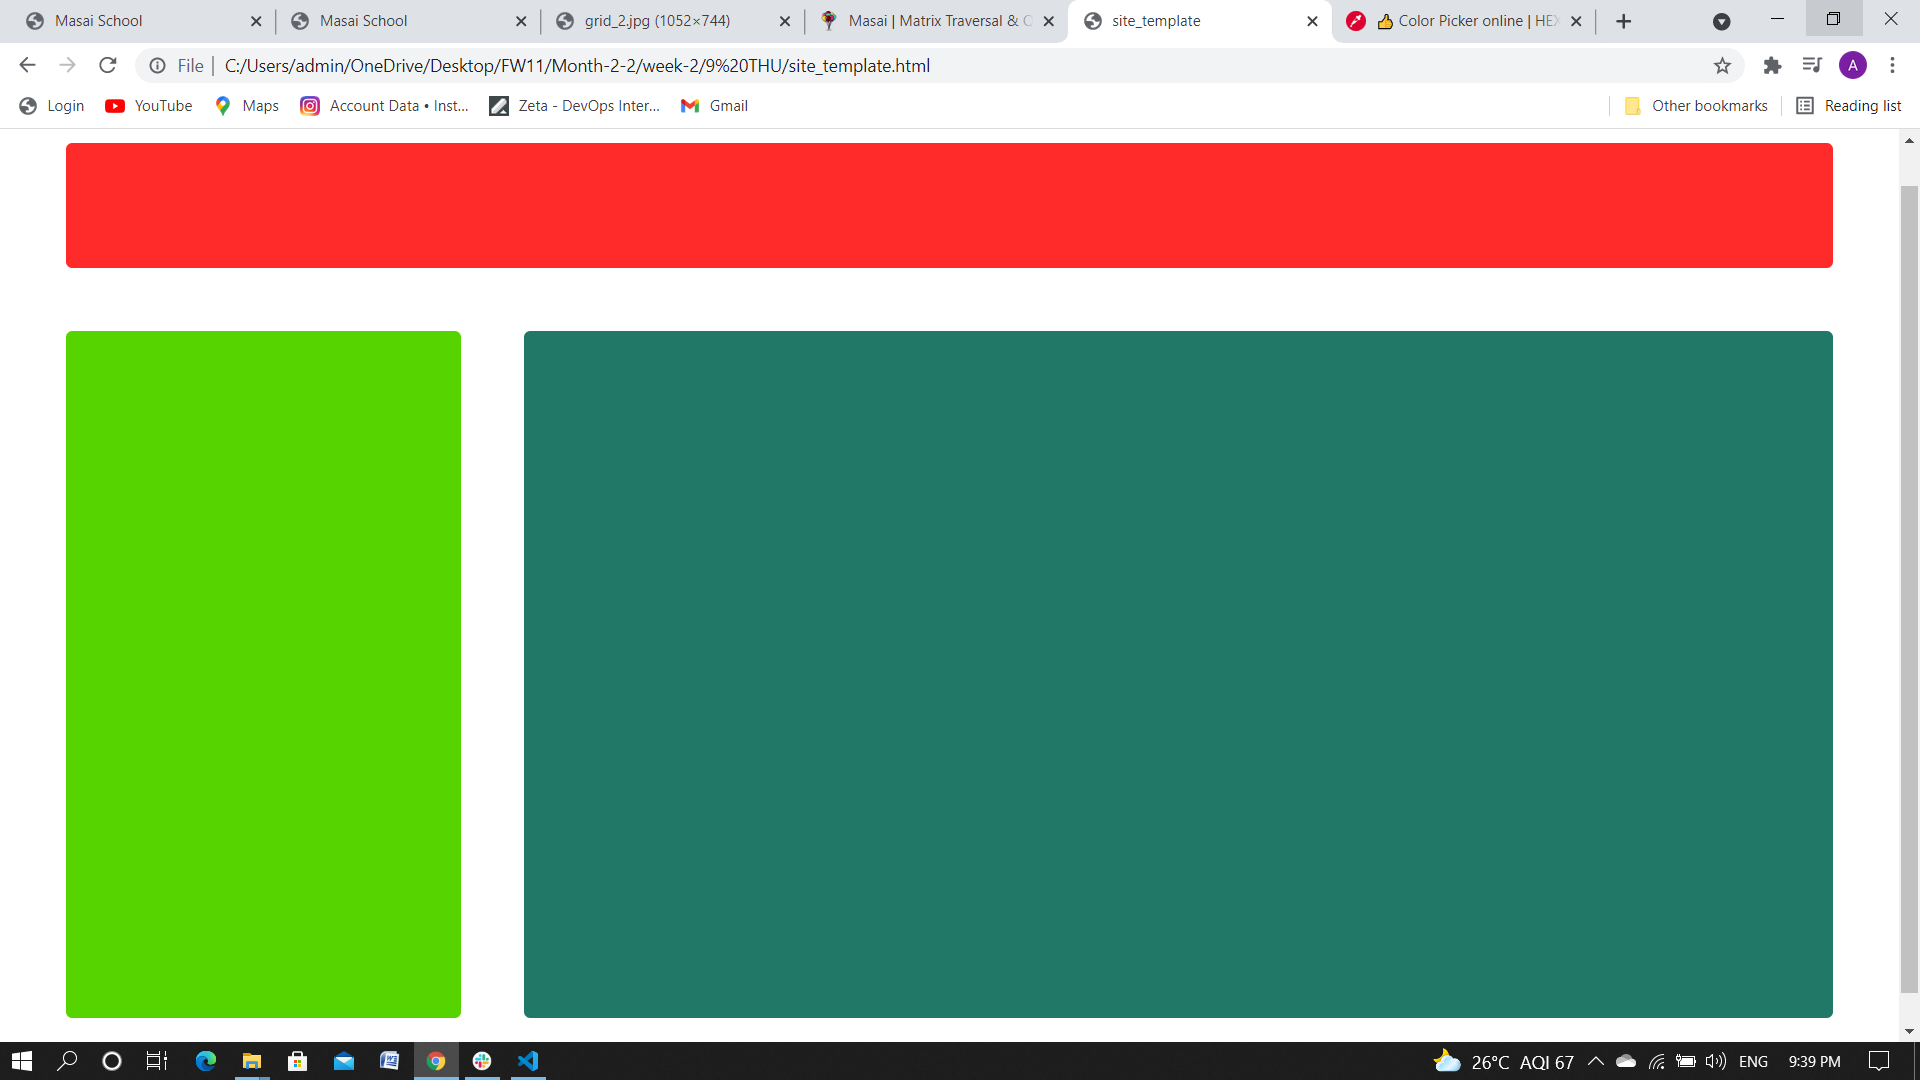 Masai School
Masai School
grid_2.jpg (1052×744)
Masai | Matrix Traversal &
site_template
👍 Color Picker online | HEX
File | C:/Users/admin/OneDrive/Desktop/FW11/Month-2-2/week-2/9%20THU/site_template.html
A
Login YouTube Maps Account Data • Inst... Zeta - DevOps Inter... Gmail Other bookmarks Reading list
26°C AQI 67 ENG 9:39 PM